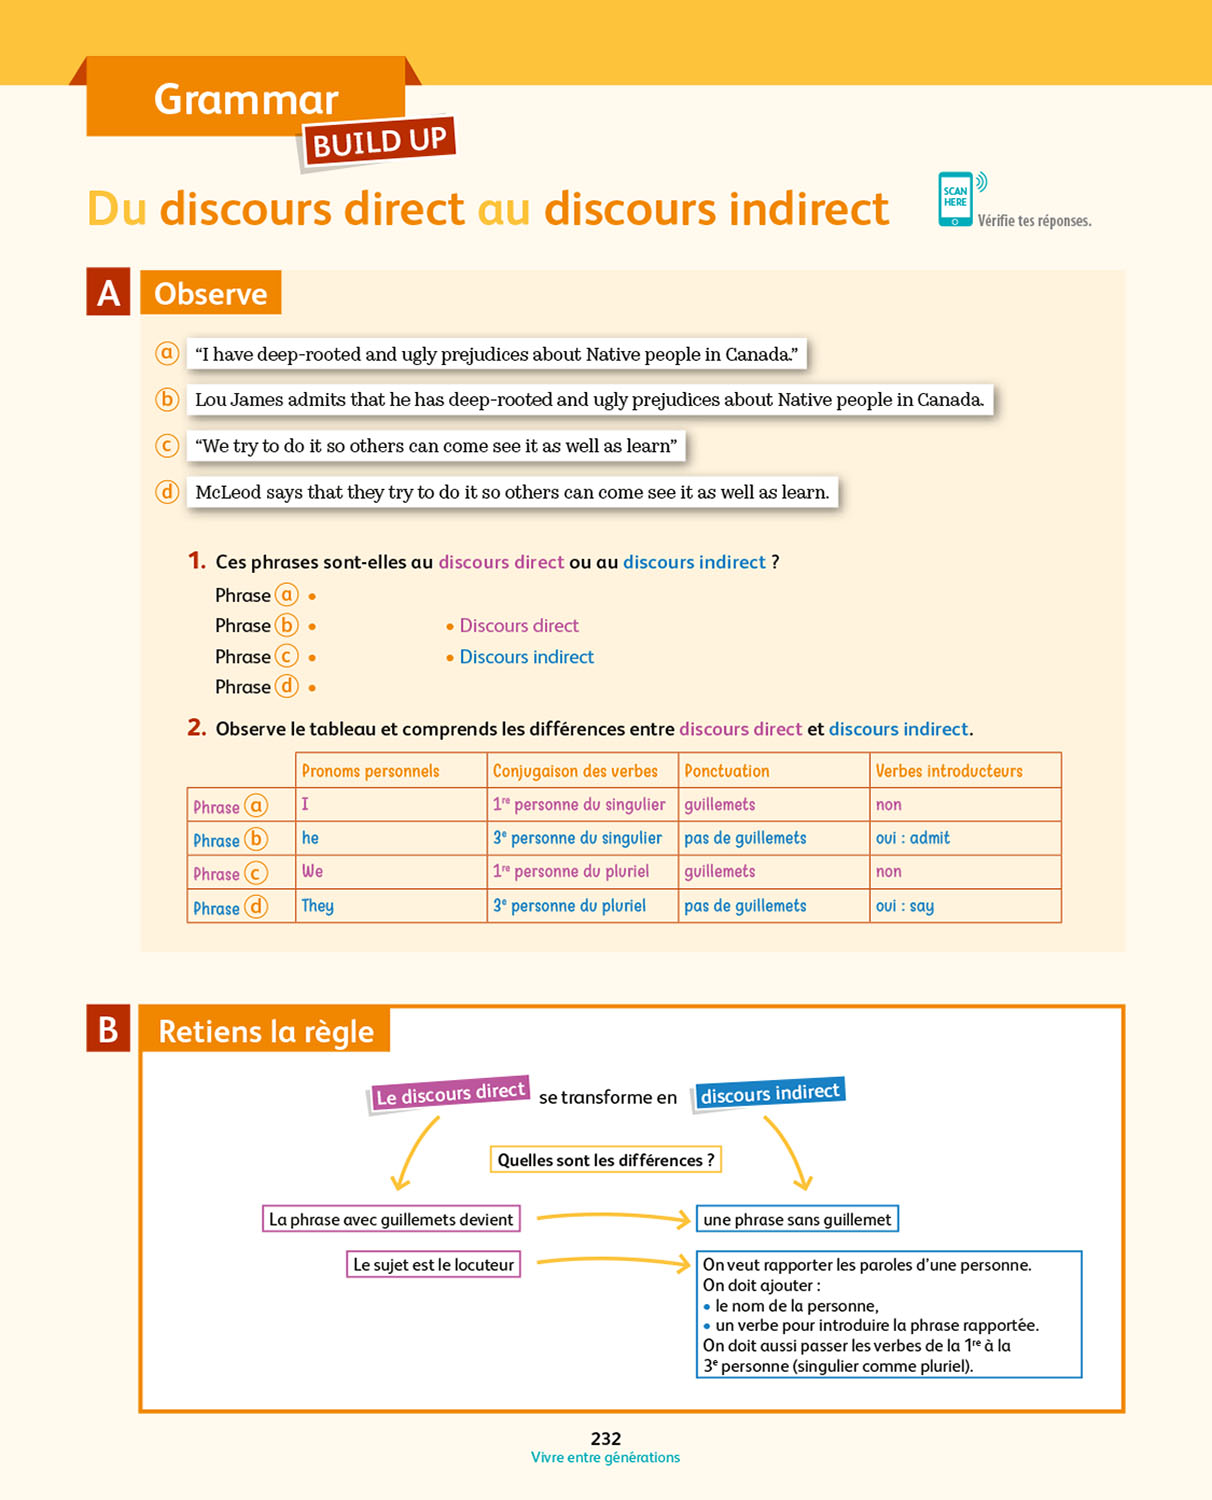 Grammar
BUILD UP
Du discours direct au discours indirect
SCAN
HERE
Vérifie tes réponses.
A Observe
a “I have deep-rooted and ugly prejudices about Native people in Canada.”
b Lou James admits that he has deep-rooted and ugly prejudices about Native people in Canada.
c “We try to do it so others can come see it as well as learn”
d McLeod says that they try to do it so others can come see it as well as learn.
1. Ces phrases sont-elles au discours direct ou au discours indirect ?
Phrase a •
Phrase b • • Discours direct
Phrase c • • Discours indirect
Phrase d •
2. Observe le tableau et comprends les différences entre discours direct et discours indirect.
Pronoms personnels Conjugaison des verbes Ponctuation Verbes introducteurs
Phrase a I 1re personne du singulier guillemets non
Phrase b he 3e personne du singulier pas de guillemets oui : admit
Phrase c We 1re personne du pluriel guillemets non
Phrase d They 3e personne du pluriel pas de guillemets oui : say
B Retiens la règle
Le discours direct se transforme en discours indirect
Quelles sont les différences ?
La phrase avec guillemets devient une phrase sans guillemet
Le sujet est le locuteur On veut rapporter les paroles d’une personne.
On doit ajouter :
• le nom de la personne,
• un verbe pour introduire la phrase rapportée.
On doit aussi passer les verbes de la 1re à la
3e personne (singulier comme pluriel).
232
Vivre entre générations